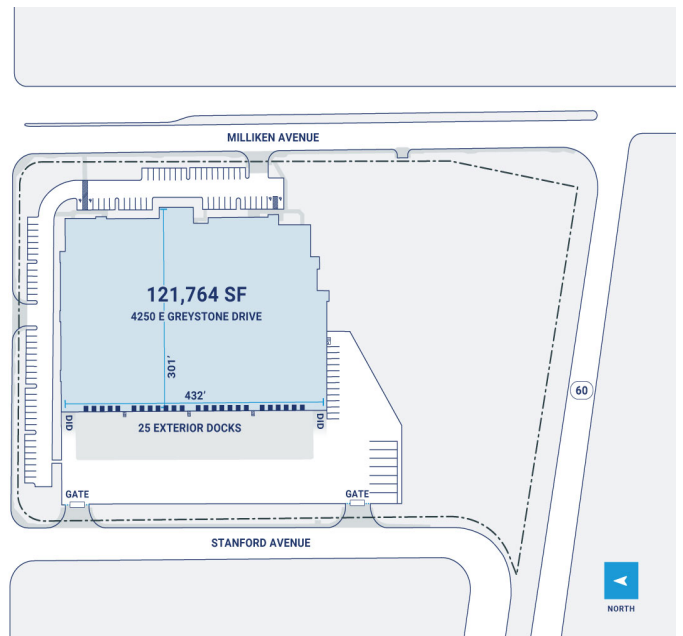 MILLIKEN AVENUE
121,764 SF
4250 E GREYSTONE DRIVE
301'
432'
DID
DID
25 EXTERIOR DOCKS
60
GATE
GATE
STANFORD AVENUE
NORTH